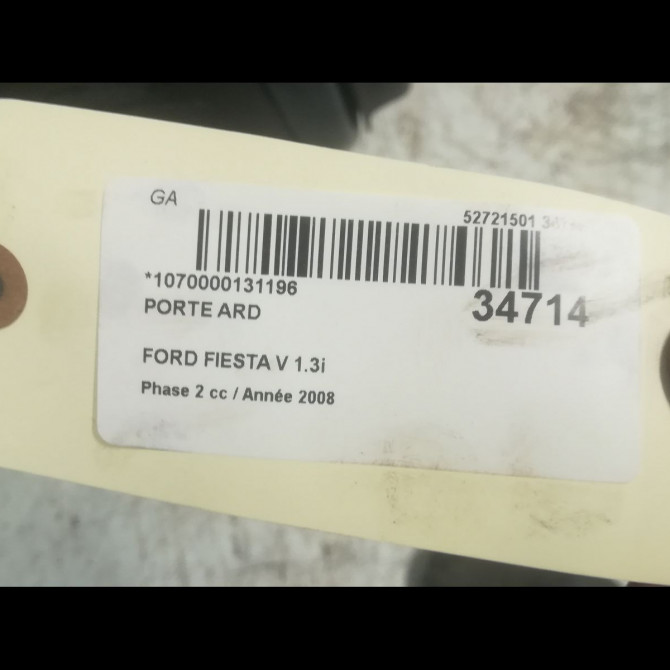 GA
52721501
*1070000131196
34714
PORTE ARD
FORD FIESTA V 1.3i
Phase 2 cc / Année 2008